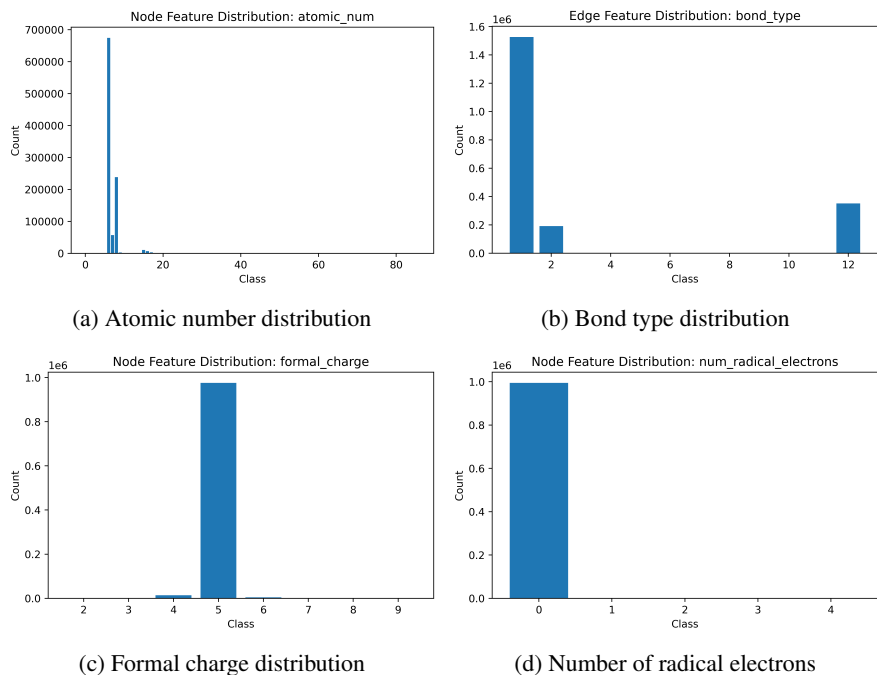 Node Feature Distribution: atomic_num
700000
600000
500000
400000
300000
200000
100000
0
Count
0 20 40 60 80
Class
(a) Atomic number distribution
Edge Feature Distribution: bond_type
1e6
1.6
1.4
1.2
1.0
0.8
0.6
0.4
0.2
0.0
Count
2 4 6 8 10 12
Class
(b) Bond type distribution
Node Feature Distribution: formal_charge
1e6
1.0
0.8
0.6
0.4
0.2
0.0
Count
2 3 4 5 6 7 8 9
Class
(c) Formal charge distribution
Node Feature Distribution: num_radical_electrons
1e6
1.0
0.8
0.6
0.4
0.2
0.0
Count
0 1 2 3 4
Class
(d) Number of radical electrons